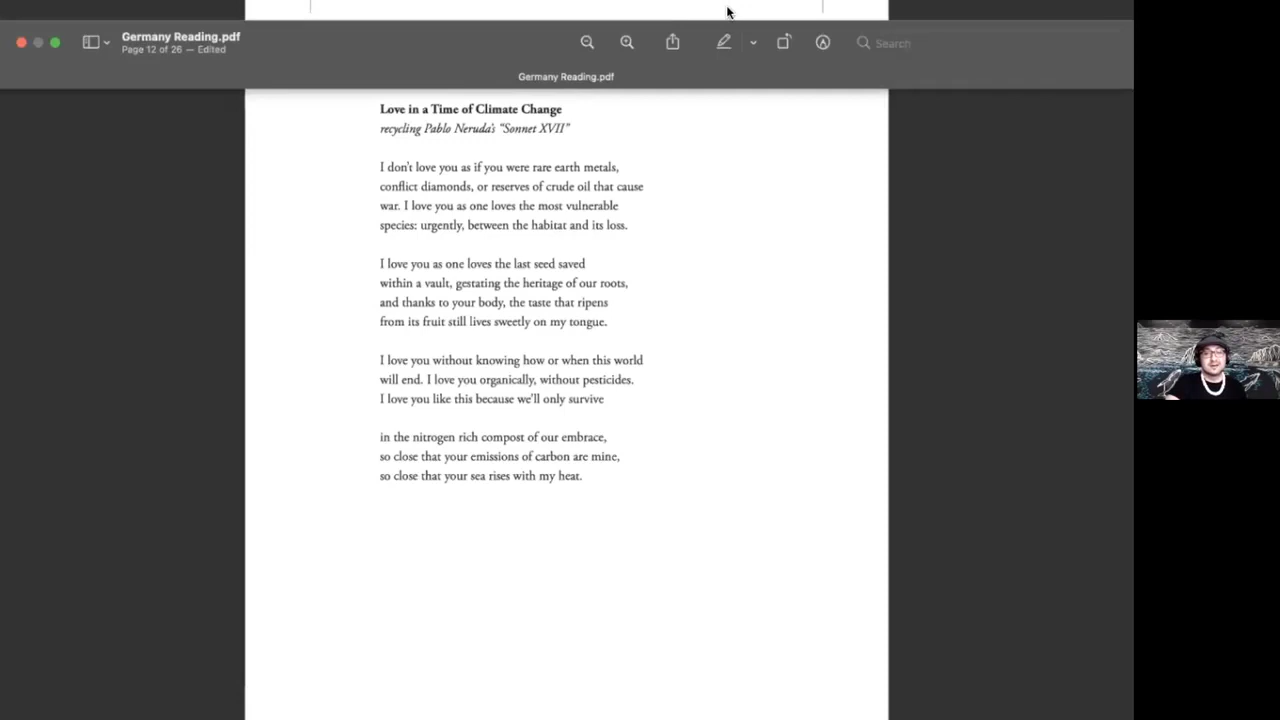 Germany Reading.pdf
Page 12 of 26 — Edited
Search
Germany Reading.pdf
Love in a Time of Climate Change
recycling Pablo Neruda's “Sonnet XVII”
I don't love you as if you were rare earth metals,
conflict diamonds, or reserves of crude oil that cause
war. I love you as one loves the most vulnerable
species: urgently, between the habitat and its loss.
I love you as one loves the last seed saved
within a vault, gestating the heritage of our roots,
and thanks to your body, the taste that ripens
from its fruit still lives sweetly on my tongue.
I love you without knowing how or when this world
will end. I love you organically, without pesticides.
I love you like this because we'll only survive
in the nitrogen rich compost of our embrace,
so close that your emissions of carbon are mine,
so close that your sea rises with my heat.